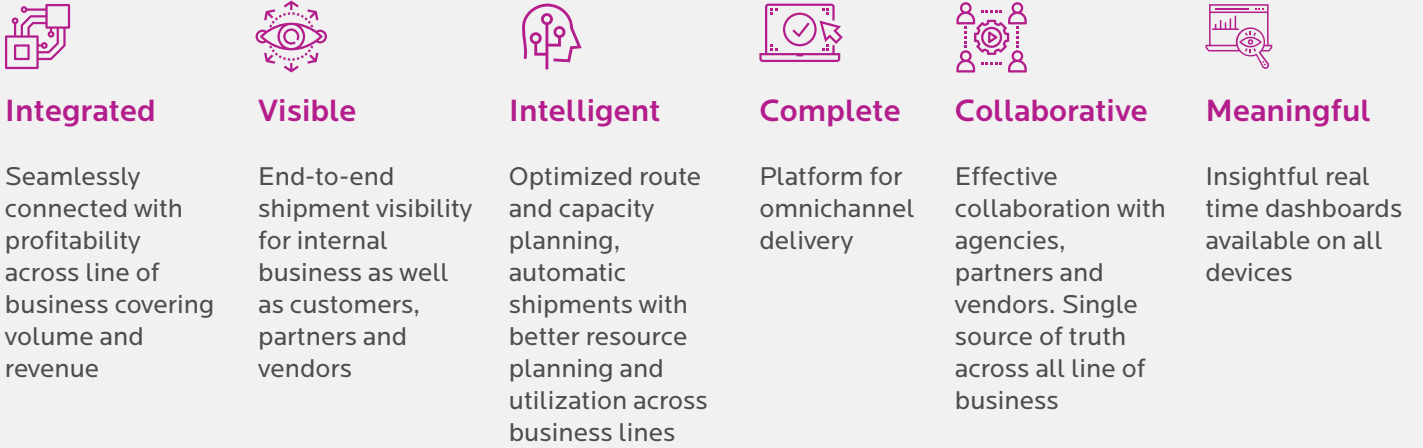 Integrated
Seamlessly
connected with
profitability
across line of
business covering
volume and
revenue
Visible
End-to-end
shipment visibility
for internal
business as well
as customers,
partners and
vendors
Intelligent
Optimized route
and capacity
planning,
automatic
shipments with
better resource
planning and
utilization across
business lines
Complete
Platform for
omnichannel
delivery
Collaborative
Effective
collaboration with
agencies,
partners and
vendors. Single
source of truth
across all line of
business
Meaningful
Insightful real
time dashboards
available on all
devices